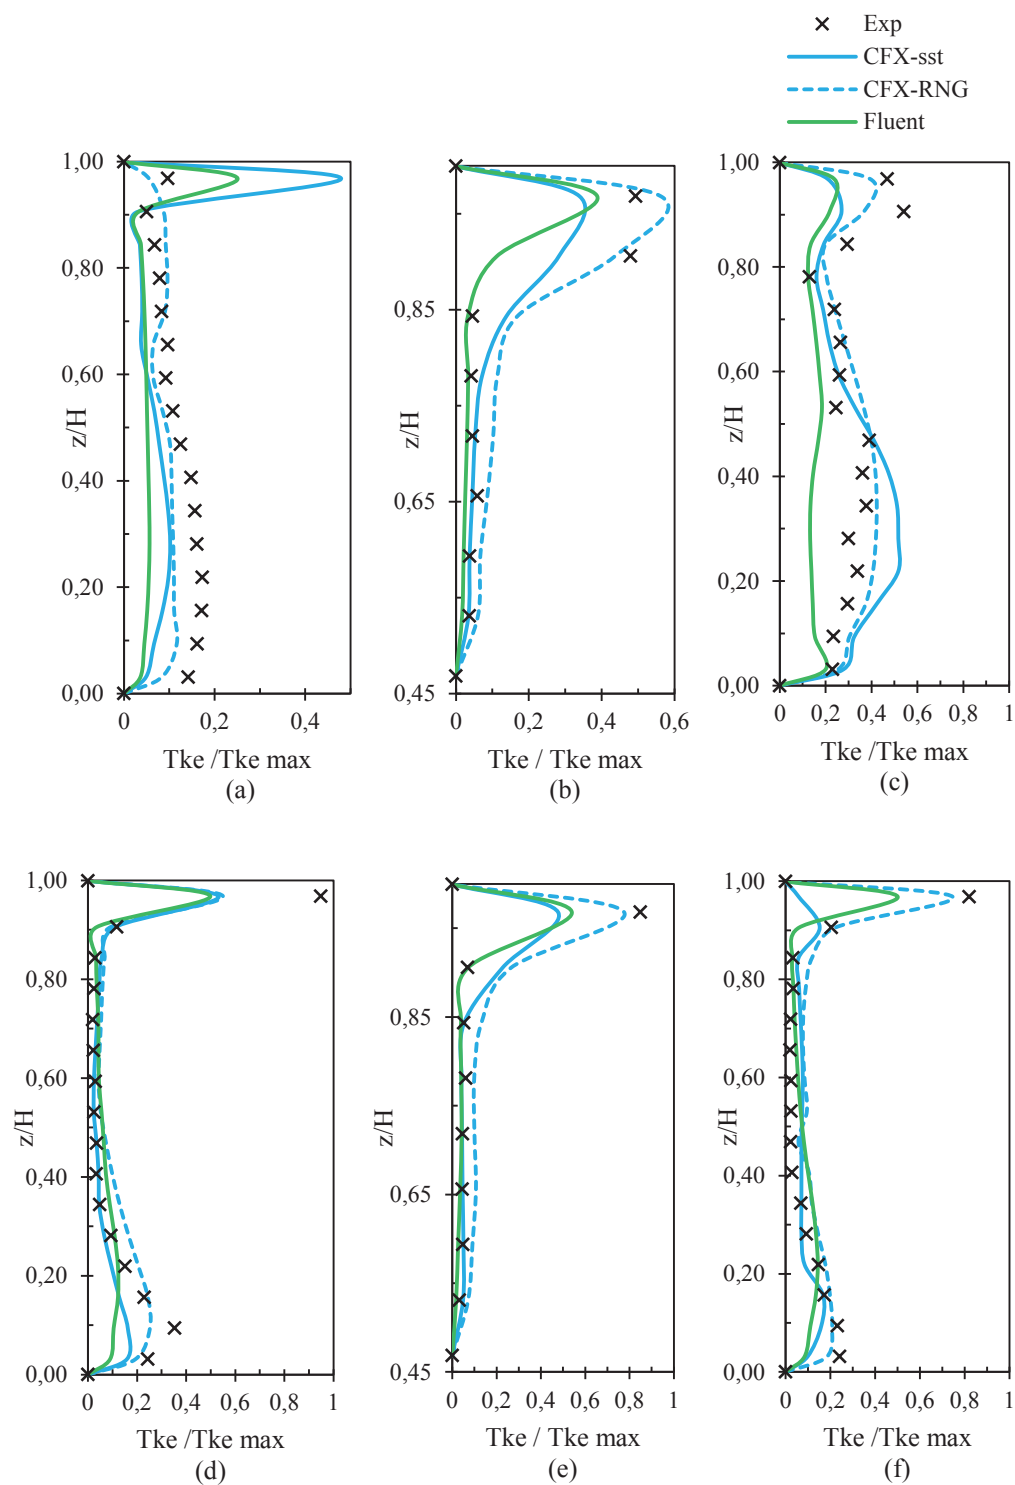 Exp
CFX-sst
CFX-RNG
Fluent
1,00
0,80
0,60
0,40
0,20
0,00
z/H
0
0,2
0,4
Tke /Tke max
(a)
0,85
0,65
0,45
0
0,2
0,4
0,6
Tke / Tke max
(b)
1,00
0,80
0,60
0,40
0,20
0,00
z/H
0
0,2
0,4
0,6
0,8
1
Tke /Tke max
(c)
1,00
0,80
0,60
0,40
0,20
0,00
z/H
0
0,2
0,4
0,6
0,8
1
Tke /Tke max
(d)
0,85
0,65
0,45
z/H
0
0,2
0,4
0,6
0,8
1
Tke / Tke max
(e)
1,00
0,80
0,60
0,40
0,20
0,00
z/H
0
0,2
0,4
0,6
0,8
1
Tke /Tke max
(f)